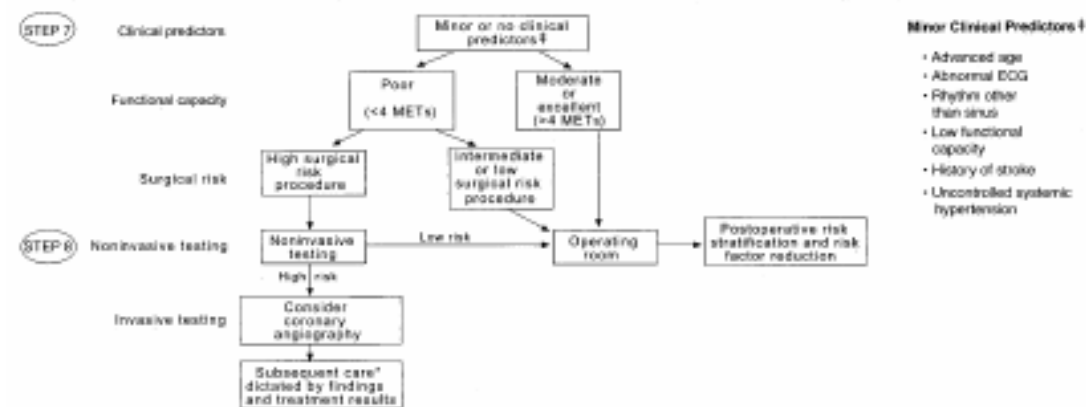 STEP 7
Clinical predictors
Minor or no clinical
predictors‡
Functional capacity
Poor
(<4 METs)
Moderate
or
excellent
(>4 METs)
Surgical risk
High surgical
risk
procedure
Intermediate
or low
surgical risk
procedure
STEP 8
Noninvasive testing
Noninvasive
testing
Low risk
Operating
room
Postoperative risk
stratification and risk
factor reduction
High risk
Invasive testing
Consider
coronary
angiography
Subsequent care*
dictated by findings
and treatment results
Minor Clinical Predictors‡
• Advanced age
• Abnormal ECG
• Rhythm other
than sinus
• Low functional
capacity
• History of stroke
• Uncontrolled systemic
hypertension